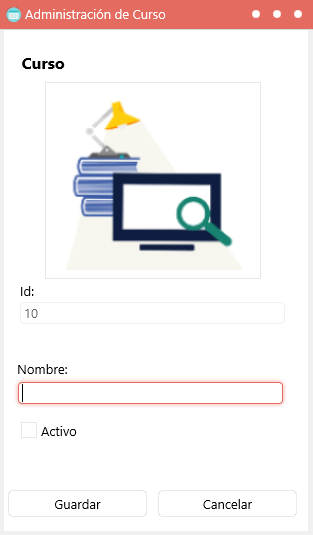 Administración de Curso
Curso
Id:
10
Nombre:
Activo
Guardar
Cancelar